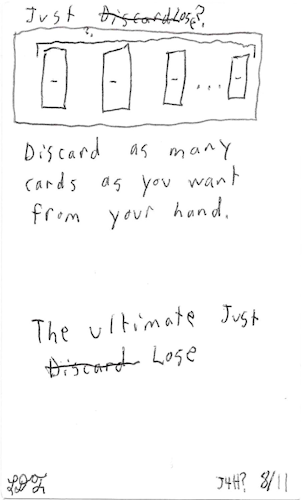 Just Discard Lose?
?
Discard as many
cards as you want
from your hand.
The ultimate Just
Discard Lose
J4H? 8/11